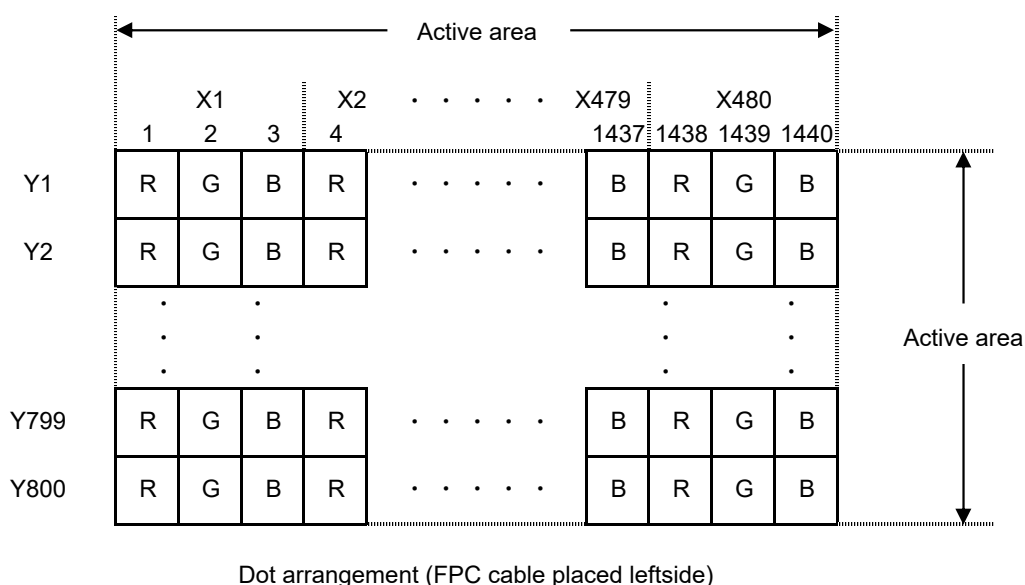 Active area
X1 X2 · · · · · X479 X480
1 2 3 4 1437 1438 1439 1440
Y1 R G B R · · · · · B R G B
Y2 R G B R · · · · · B R G B
· · · ·
· · · ·
· · · ·
Active area
Y799 R G B R · · · · · B R G B
Y800 R G B R · · · · · B R G B
Dot arrangement (FPC cable placed leftside)